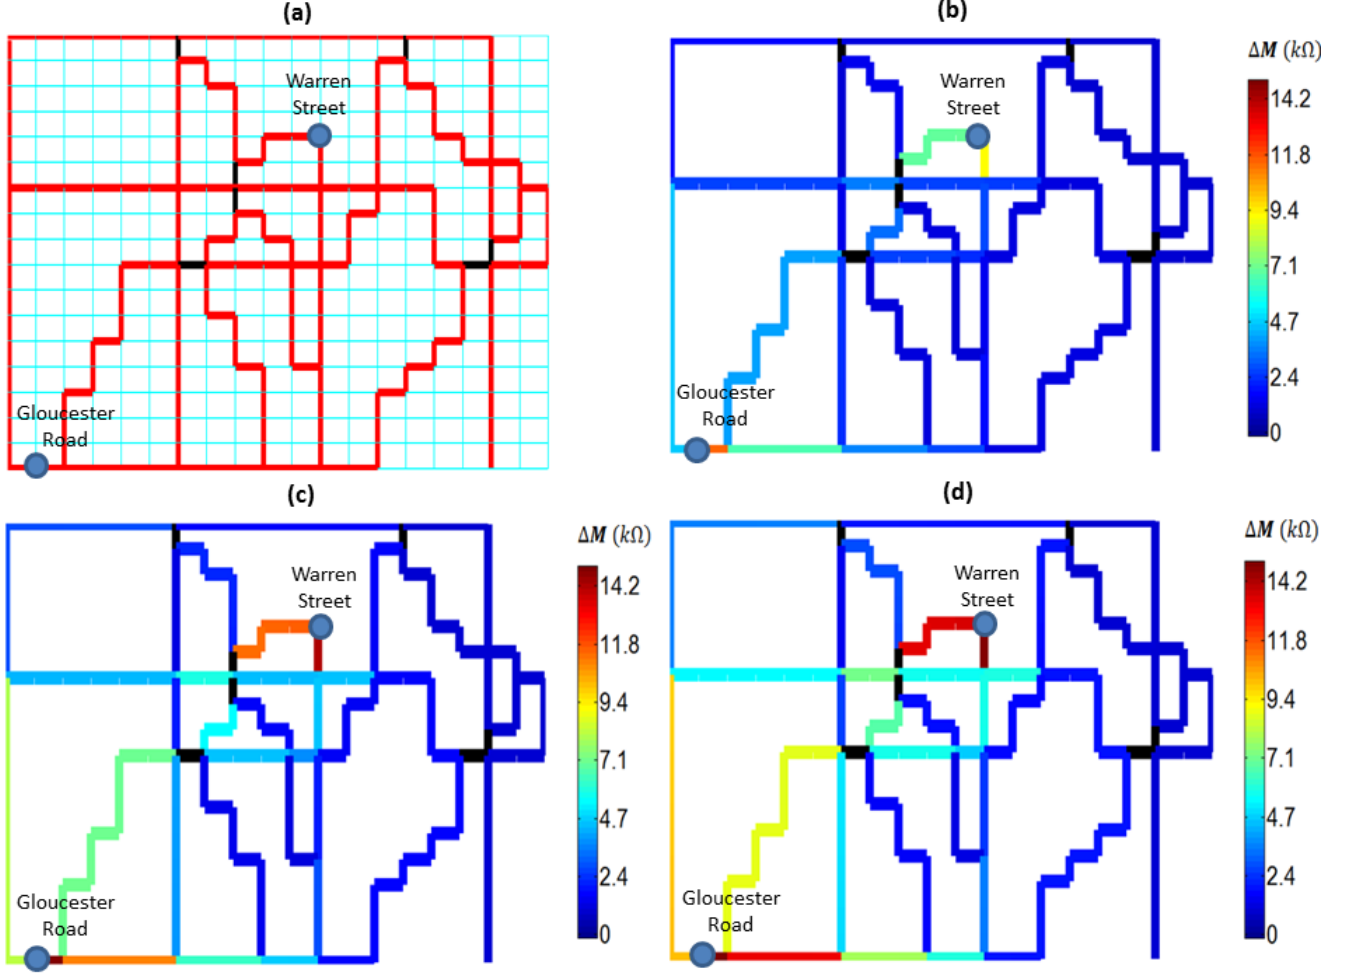 (a)
Warren
Street
Gloucester
Road
(b)
ΔM (kΩ)
Warren
Street
14.2
11.8
9.4
7.1
4.7
2.4
0
Gloucester
Road
(c)
ΔM (kΩ)
Warren
Street
14.2
11.8
9.4
7.1
4.7
2.4
0
Gloucester
Road
(d)
ΔM (kΩ)
Warren
Street
14.2
11.8
9.4
7.1
4.7
2.4
0
Gloucester
Road